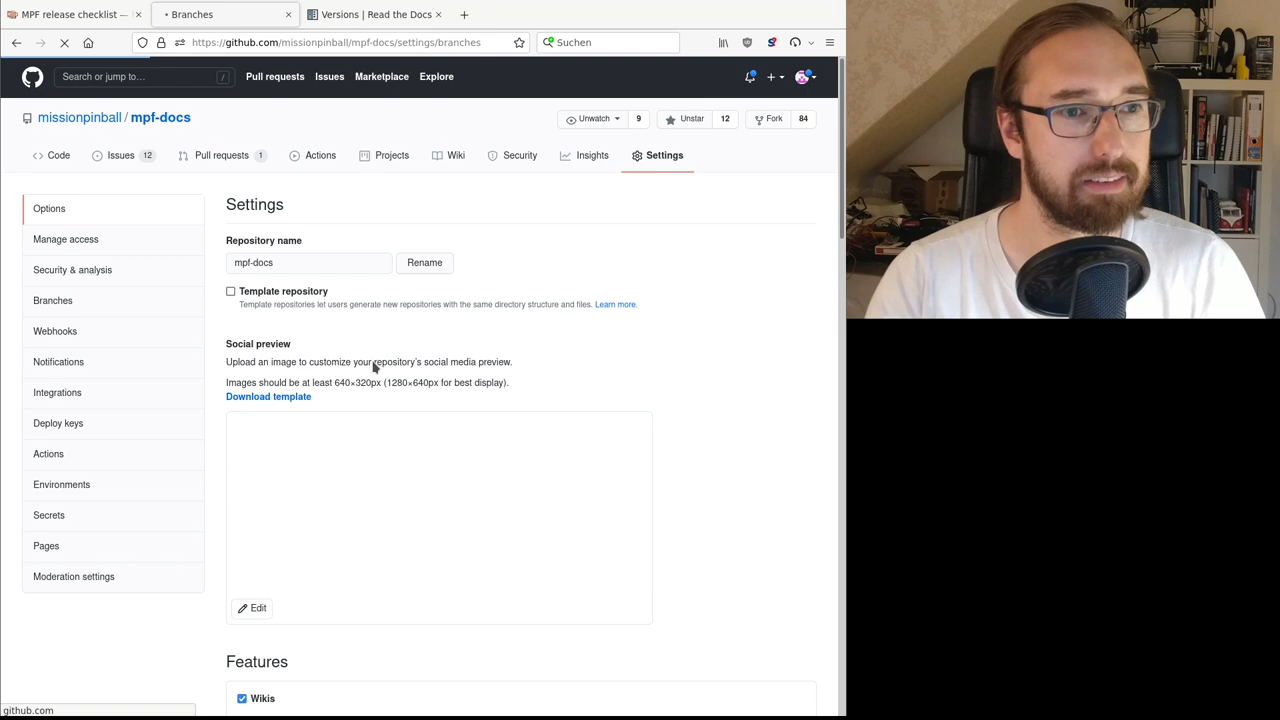 MPF release checklist —
Branches
Versions | Read the Docs
https://github.com/missionpinball/mpf-docs/settings/branches
Suchen
Search or jump to…
/
Pull requests
Issues
Marketplace
Explore
missionpinball / mpf-docs
Unwatch
9
Unstar
12
Fork
84
Code
Issues 12
Pull requests 1
Actions
Projects
Wiki
Security
Insights
Settings
Options
Manage access
Security & analysis
Branches
Webhooks
Notifications
Integrations
Deploy keys
Actions
Environments
Secrets
Pages
Moderation settings
Settings
Repository name
mpf-docs
Rename
Template repository
Template repositories let users generate new repositories with the same directory structure and files. Learn more.
Social preview
Upload an image to customize your repository's social media preview.
Images should be at least 640×320px (1280×640px for best display).
Download template
Edit
Features
Wikis
github.com